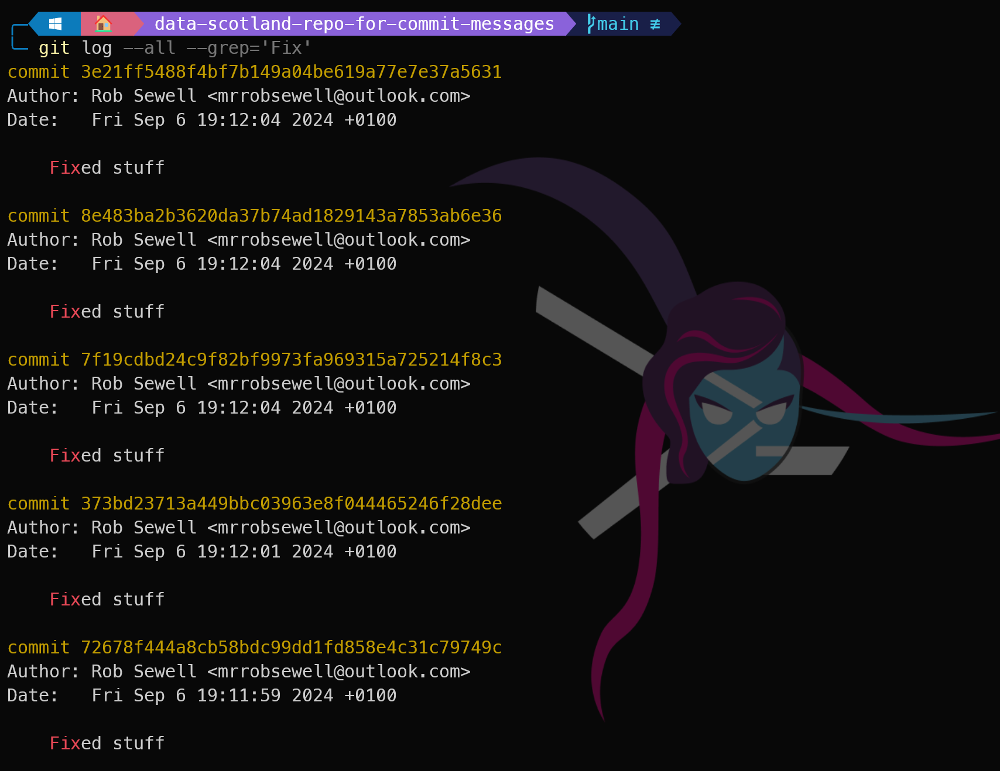 data-scotland-repo-for-commit-messages main ≢
git log --all --grep='Fix'
commit 3e21ff5488f4bf7b149a04be619a77e7e37a5631
Author: Rob Sewell <mrrobsewell@outlook.com>
Date:   Fri Sep 6 19:12:04 2024 +0100
Fixed stuff
commit 8e483ba2b3620da37b74ad1829143a7853ab6e36
Author: Rob Sewell <mrrobsewell@outlook.com>
Date:   Fri Sep 6 19:12:04 2024 +0100
Fixed stuff
commit 7f19cdbd24c9f82bf9973fa969315a725214f8c3
Author: Rob Sewell <mrrobsewell@outlook.com>
Date:   Fri Sep 6 19:12:04 2024 +0100
Fixed stuff
commit 373bd23713a449bbc03963e8f044465246f28dee
Author: Rob Sewell <mrrobsewell@outlook.com>
Date:   Fri Sep 6 19:12:01 2024 +0100
Fixed stuff
commit 72678f444a8cb58bdc99dd1fd858e4c31c79749c
Author: Rob Sewell <mrrobsewell@outlook.com>
Date:   Fri Sep 6 19:11:59 2024 +0100
Fixed stuff